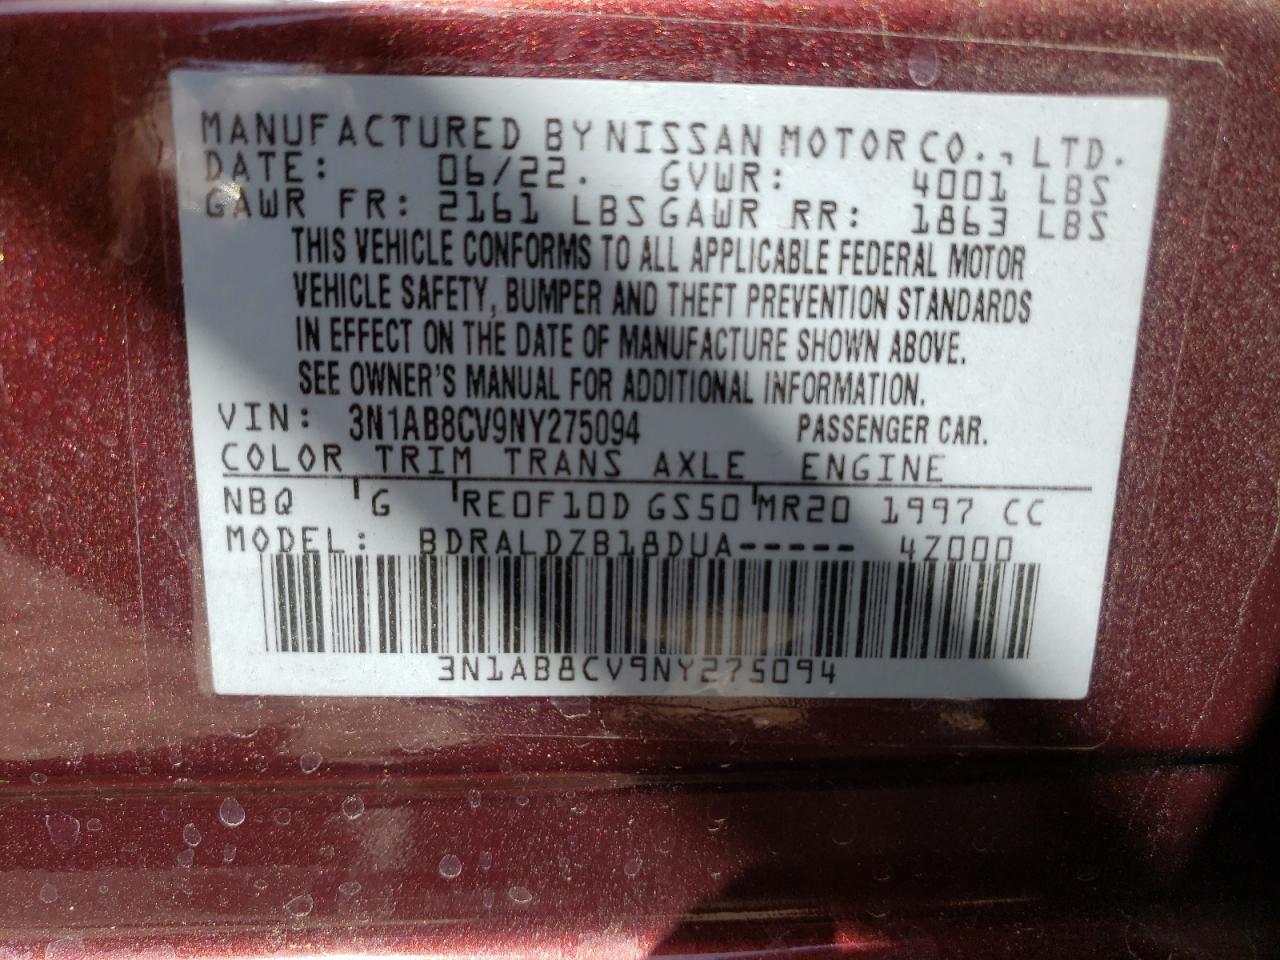 MANUFACTURED BY NISSAN MOTOR CO., LTD.
DATE: 06/22. GVWR: 4001 LBS
GAWR FR: 2161 LBS GAWR RR: 1863 LBS
THIS VEHICLE CONFORMS TO ALL APPLICABLE FEDERAL MOTOR
VEHICLE SAFETY, BUMPER AND THEFT PREVENTION STANDARDS
IN EFFECT ON THE DATE OF MANUFACTURE SHOWN ABOVE.
SEE OWNER'S MANUAL FOR ADDITIONAL INFORMATION.
VIN: 3N1AB8CV9NY275094 PASSENGER CAR.
COLOR TRIM TRANS AXLE ENGINE
NBQ G RE0F10D GS50 MR20 1997 CC
MODEL: BDRALDZB18DUA----- 4Z000
3N1AB8CV9NY275094